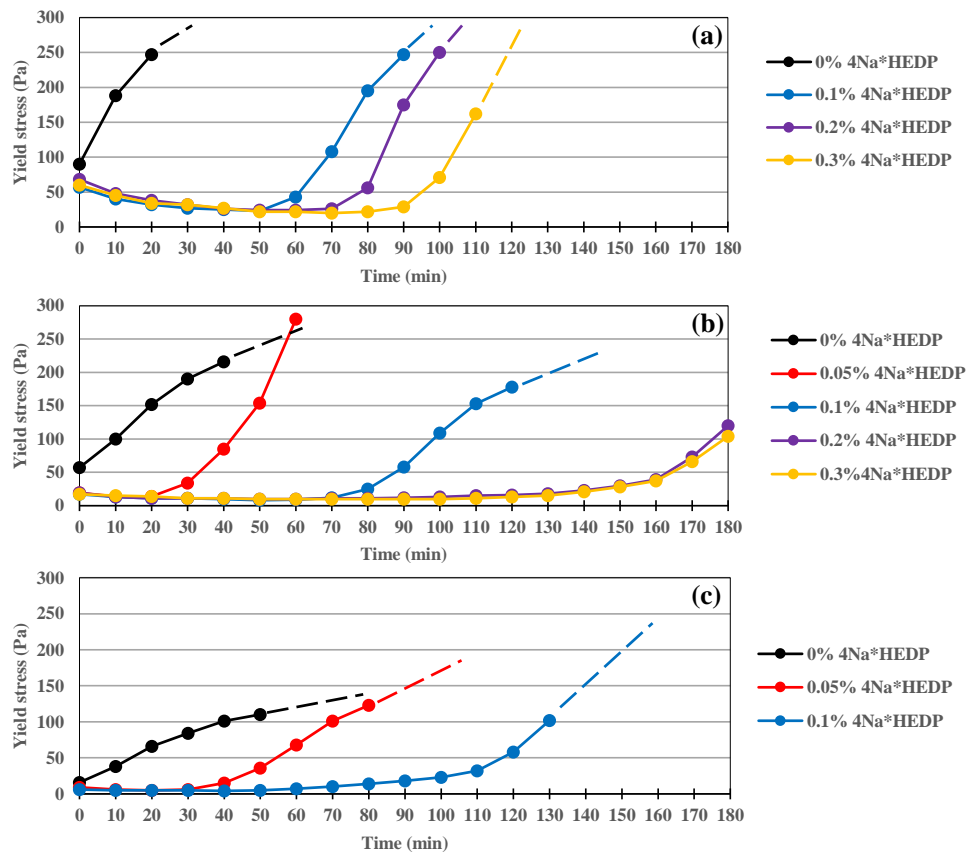 300
250
200
150
100
50
0
Yield stress (Pa)
(a)
0 10 20 30 40 50 60 70 80 90 100 110 120 130 140 150 160 170 180
Time (min)
0% 4Na*HEDP
0.1% 4Na*HEDP
0.2% 4Na*HEDP
0.3% 4Na*HEDP
300
250
200
150
100
50
0
Yield stress (Pa)
(b)
0 10 20 30 40 50 60 70 80 90 100 110 120 130 140 150 160 170 180
Time (min)
0% 4Na*HEDP
0.05% 4Na*HEDP
0.1% 4Na*HEDP
0.2% 4Na*HEDP
0.3%4Na*HEDP
300
250
200
150
100
50
0
Yield stress (Pa)
(c)
0 10 20 30 40 50 60 70 80 90 100 110 120 130 140 150 160 170 180
Time (min)
0% 4Na*HEDP
0.05% 4Na*HEDP
0.1% 4Na*HEDP